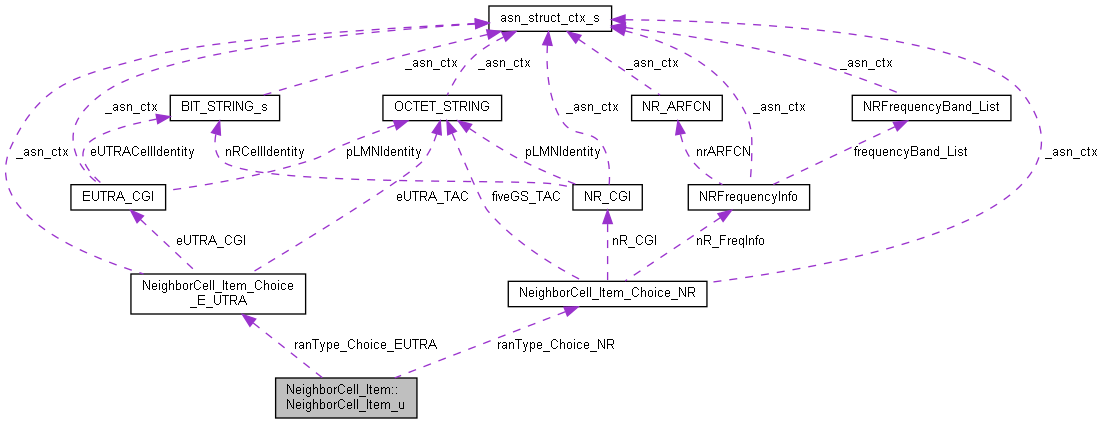 asn_struct_ctx_s
_asn_ctx
_asn_ctx
_asn_ctx
_asn_ctx
BIT_STRING_s
OCTET_STRING
NR_ARFCN
NRFrequencyBand_List
_asn_ctx
_asn_ctx
_asn_ctx
_asn_ctx
eUTRACellIdentity
nRCellIdentity
pLMNIdentity
pLMNIdentity
nrARFCN
frequencyBand_List
_asn_ctx
EUTRA_CGI
eUTRA_TAC
fiveGS_TAC
NR_CGI
NRFrequencyInfo
eUTRA_CGI
nR_CGI
nR_FreqInfo
NeighborCell_Item_Choice
_E_UTRA
NeighborCell_Item_Choice_NR
ranType_Choice_EUTRA
ranType_Choice_NR
NeighborCell_Item::
NeighborCell_Item_u